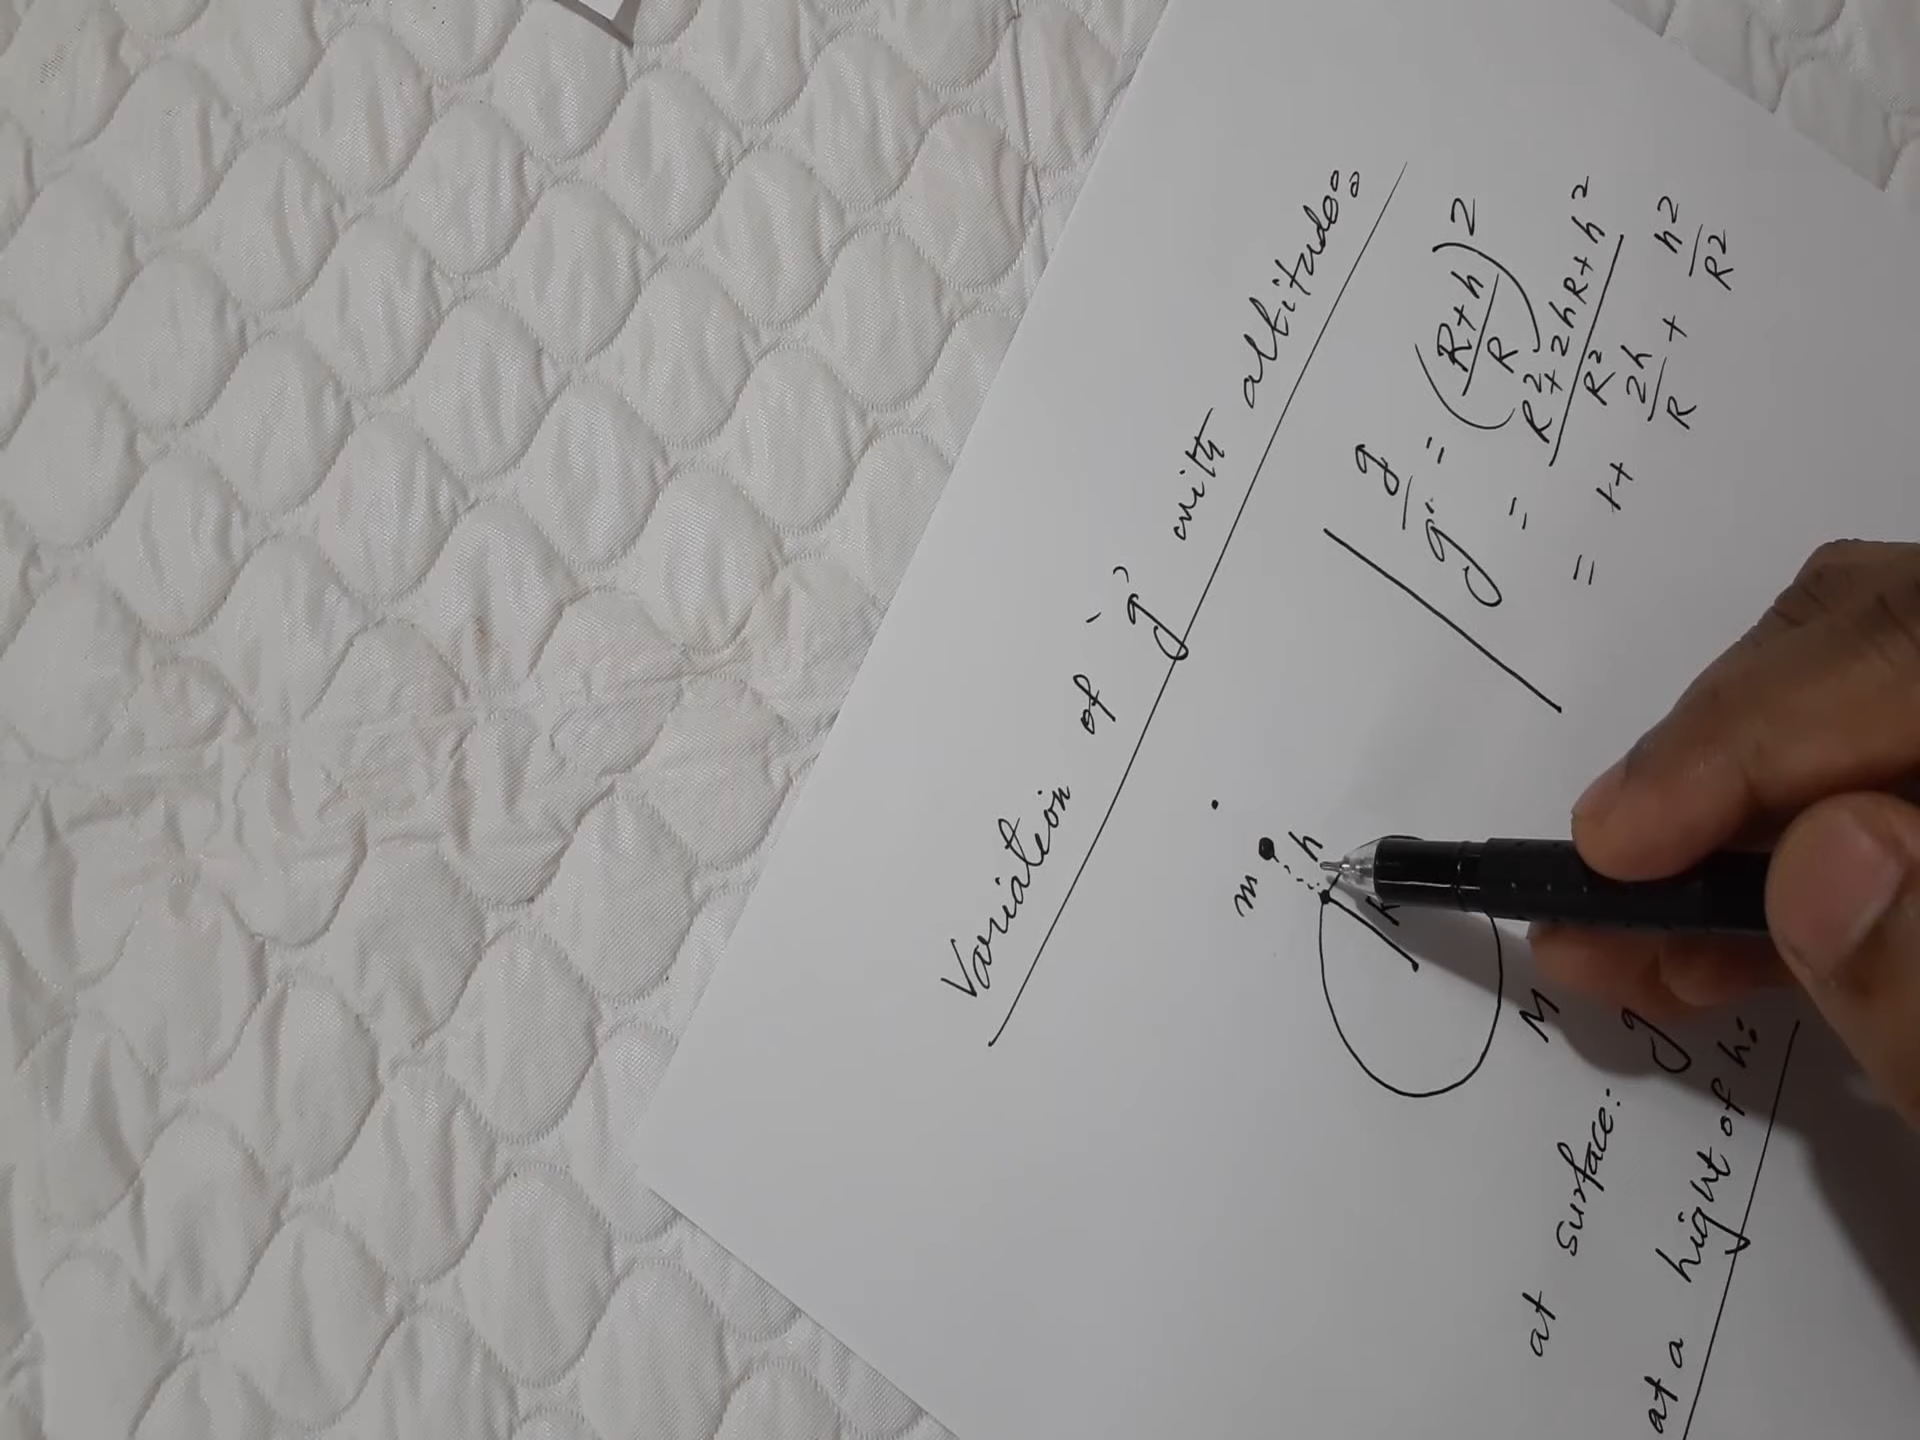 Variation of 'g' with altitude:
m
h
R
M
at surface: g
at a hight of h:
g/g' = ((R+h)/R)²
= (R²+2hR+h²)/R²
= 1+ 2h/R + h²/R²